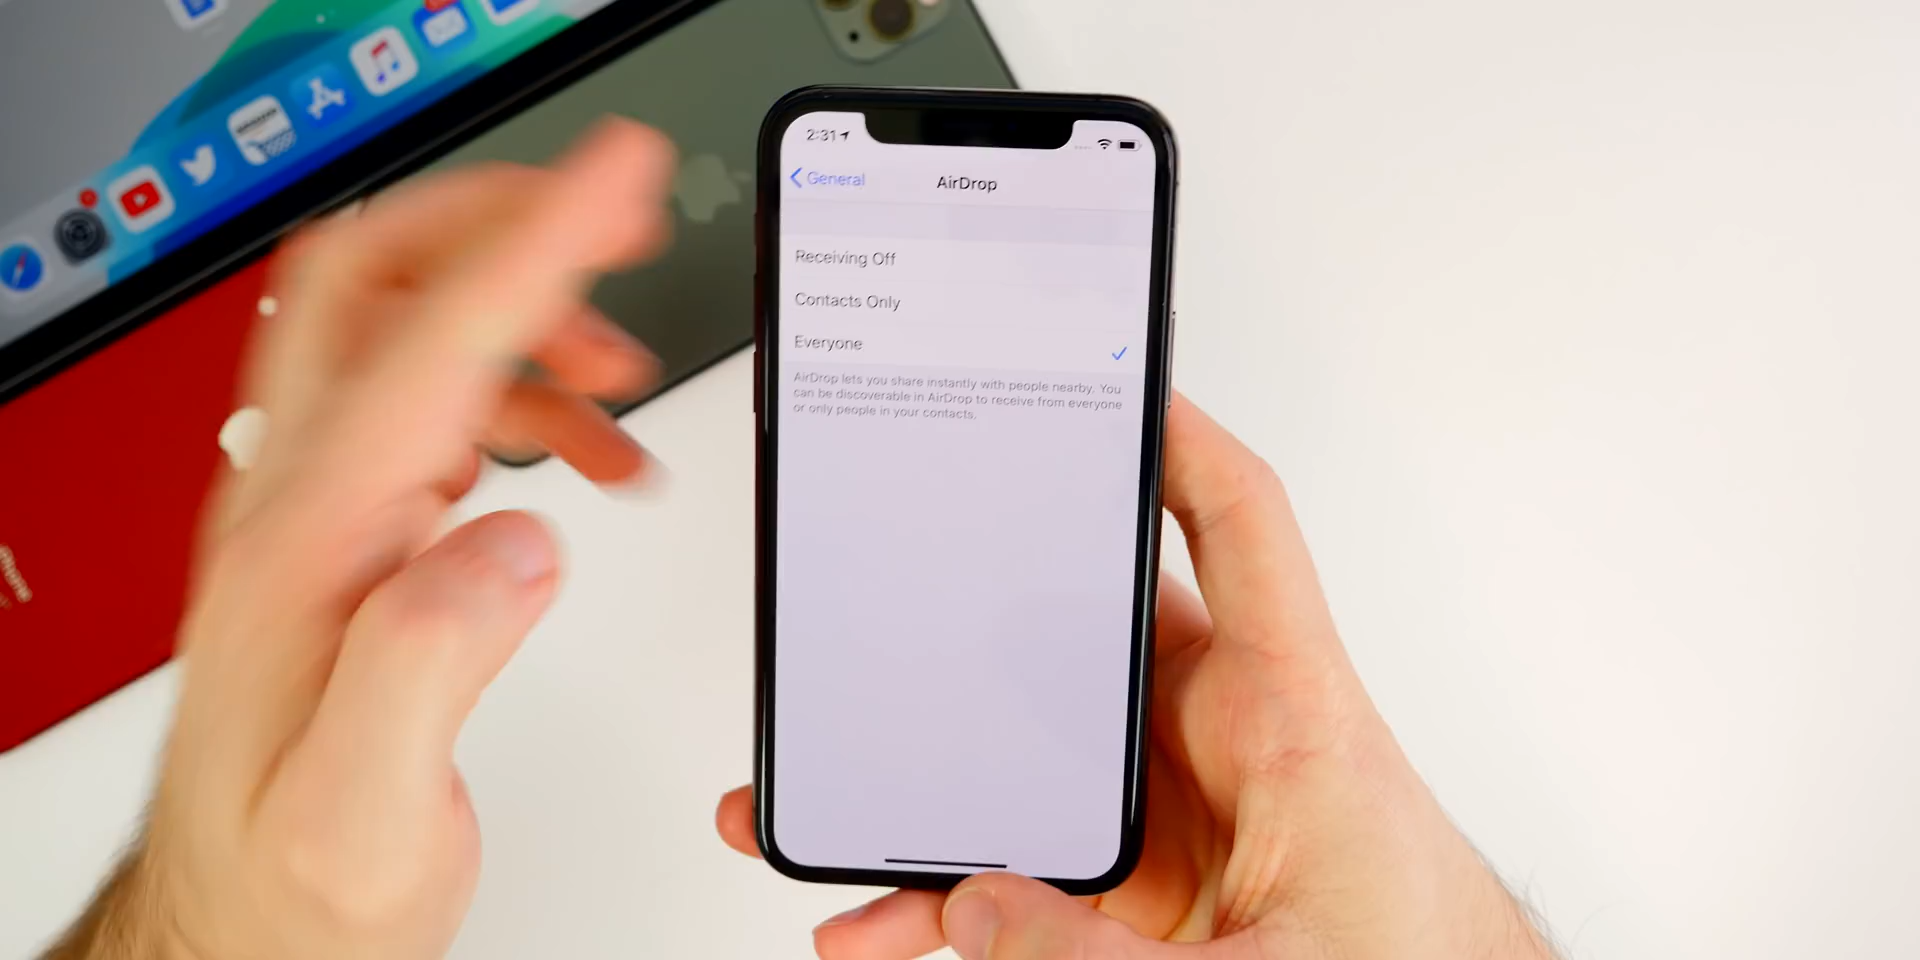 2:31
General
AirDrop
Receiving Off
Contacts Only
Everyone
AirDrop lets you share instantly with people nearby. You
can be discoverable in AirDrop to receive from everyone
or only people in your contacts.